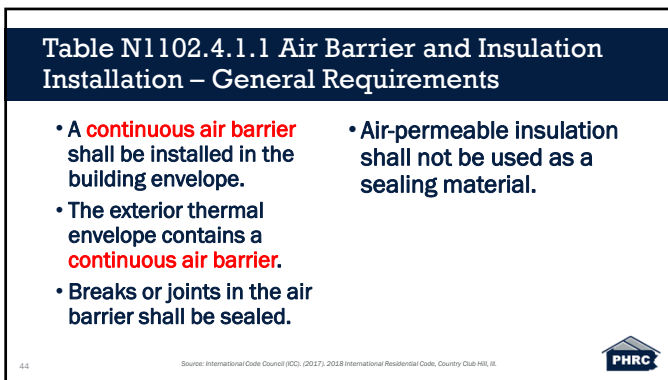 Table N1102.4.1.1 Air Barrier and Insulation
Installation – General Requirements
• A continuous air barrier
shall be installed in the
building envelope.
• The exterior thermal
envelope contains a
continuous air barrier.
• Breaks or joints in the air
barrier shall be sealed.
• Air-permeable insulation
shall not be used as a
sealing material.
44
Source: International Code Council (ICC). (2017). 2018 International Residential Code, Country Club Hill, Ill.
PHRC